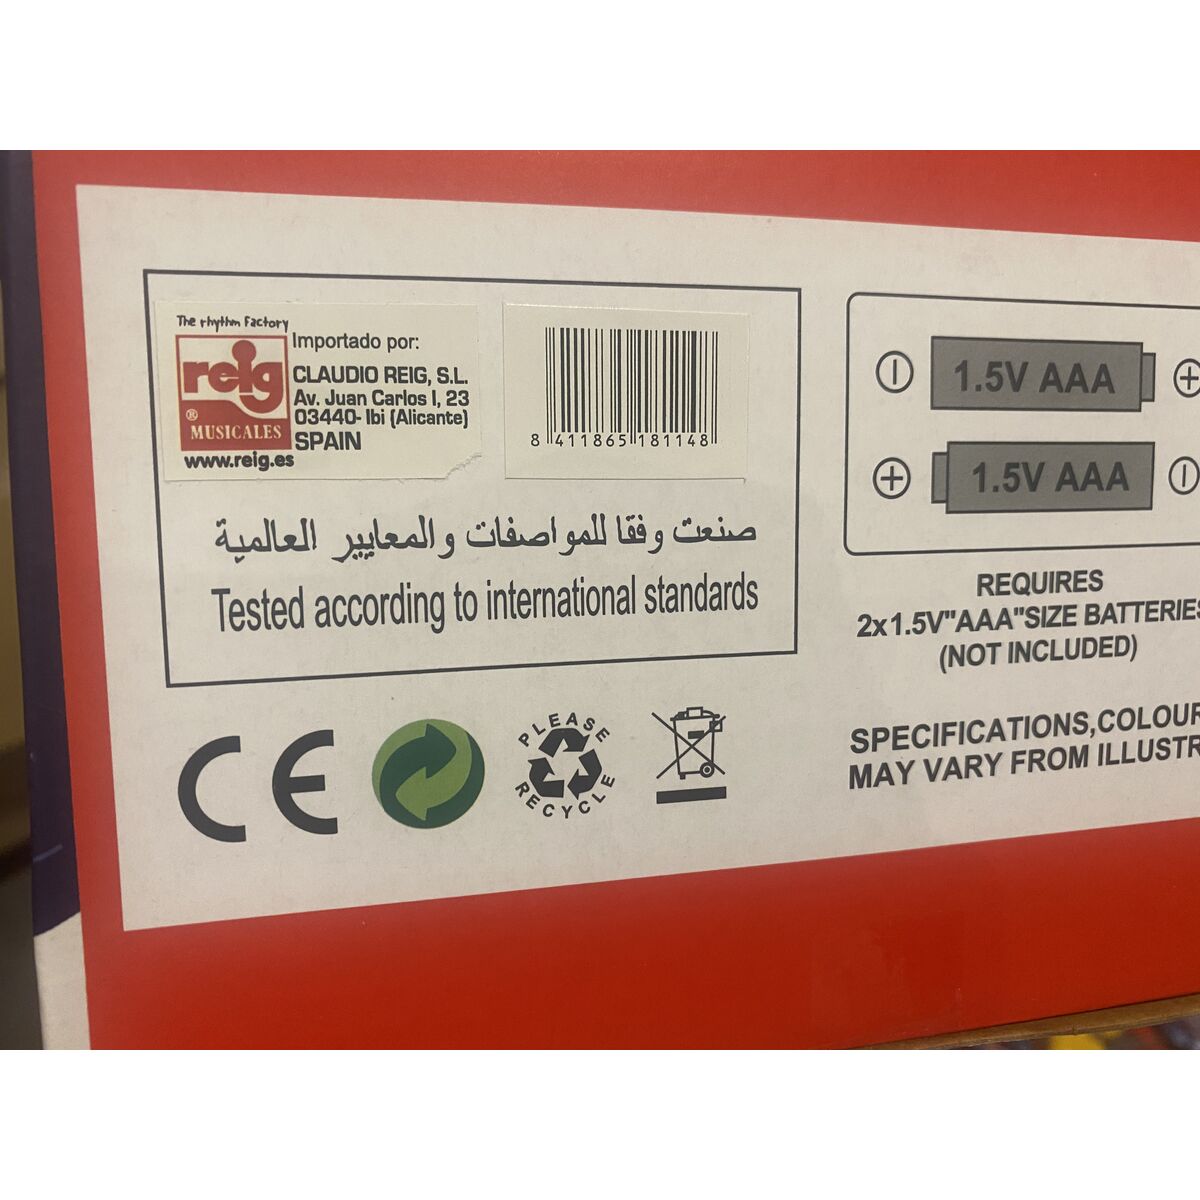 The rhythm Factory
reig
®
MUSICALES
www.reig.es
Importado por:
CLAUDIO REIG, S.L.
Av. Juan Carlos I, 23
03440- Ibi (Alicante)
SPAIN
8 411865 181148
صنعت وفقا للمواصفات والمعايير العالمية
Tested according to international standards
CE
PLEASE
RECYCLE
1.5V AAA
1.5V AAA
REQUIRES
2x1.5V"AAA"SIZE BATTERIES
(NOT INCLUDED)
SPECIFICATIONS,COLOUR
MAY VARY FROM ILLUSTR